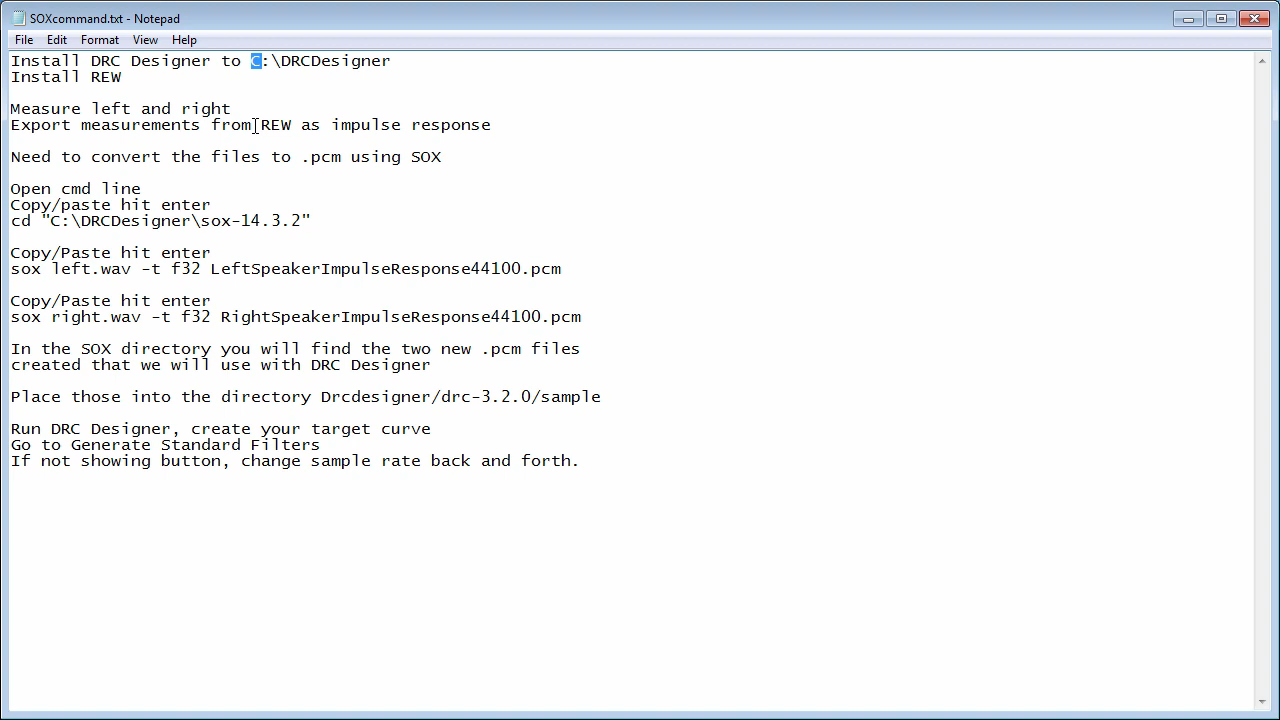 SOXcommand.txt - Notepad
File Edit Format View Help
Install DRC Designer to C:\DRCDesigner
Install REW
Measure left and right
Export measurements from REW as impulse response
Need to convert the files to .pcm using SOX
Open cmd line
Copy/paste hit enter
cd "C:\DRCDesigner\sox-14.3.2"
Copy/Paste hit enter
sox left.wav -t f32 LeftSpeakerImpulseResponse44100.pcm
Copy/Paste hit enter
sox right.wav -t f32 RightSpeakerImpulseResponse44100.pcm
In the SOX directory you will find the two new .pcm files
created that we will use with DRC Designer
Place those into the directory Drcdesigner/drc-3.2.0/sample
Run DRC Designer, create your target curve
Go to Generate Standard Filters
If not showing button, change sample rate back and forth.